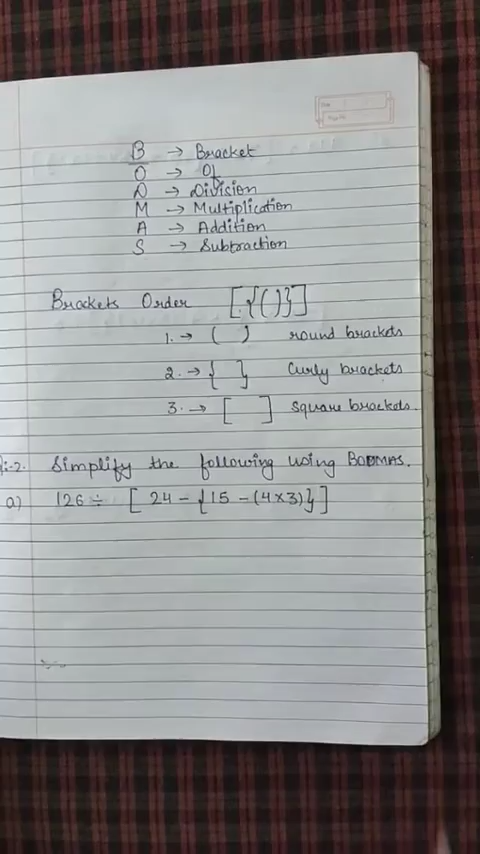 B → Bracket
O → Of
D → Division
M → Multiplication
A → Addition
S → Subtraction
Brackets Order [{()}]
1. → ( ) round brackets
2. → { } Curly brackets
3. → [ ] Square brackets.
:-2. Simplify the following using BODMAS.
a) 126 ÷ [ 24 - { 15 - (4×3)} ]